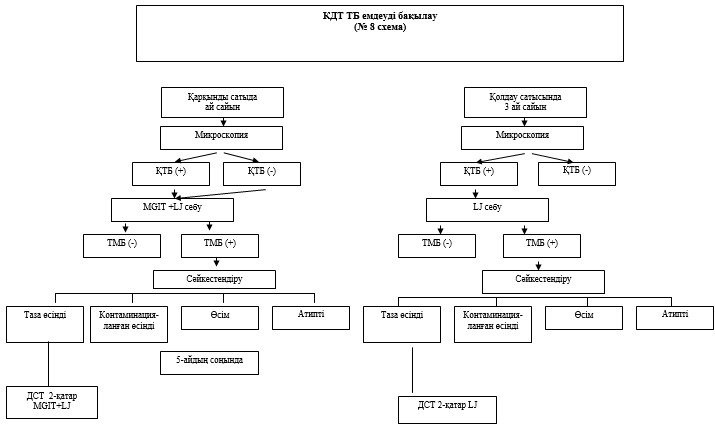 КДТ ТБ емдеуді бақылау
(№ 8 схема)
Қарқынды сатыда
ай сайын
Микроскопия
ҚТБ (+)
ҚТБ (-)
MGIT +LJ себу
ТМБ (-)
ТМБ (+)
Сәйкестендіру
Таза өсінді
Контаминация-
ланған өсінді
Өсім
Атипті
5-айдың соңында
ДСТ 2-қатар
MGIT+LJ
Қолдау сатысында
3 ай сайын
Микроскопия
ҚТБ (+)
ҚТБ (-)
LJ себу
ТМБ (-)
ТМБ (+)
Сәйкестендіру
Таза өсінді
Контаминация-
ланған өсінді
Өсім
Атипті
ДСТ 2-қатар LJ